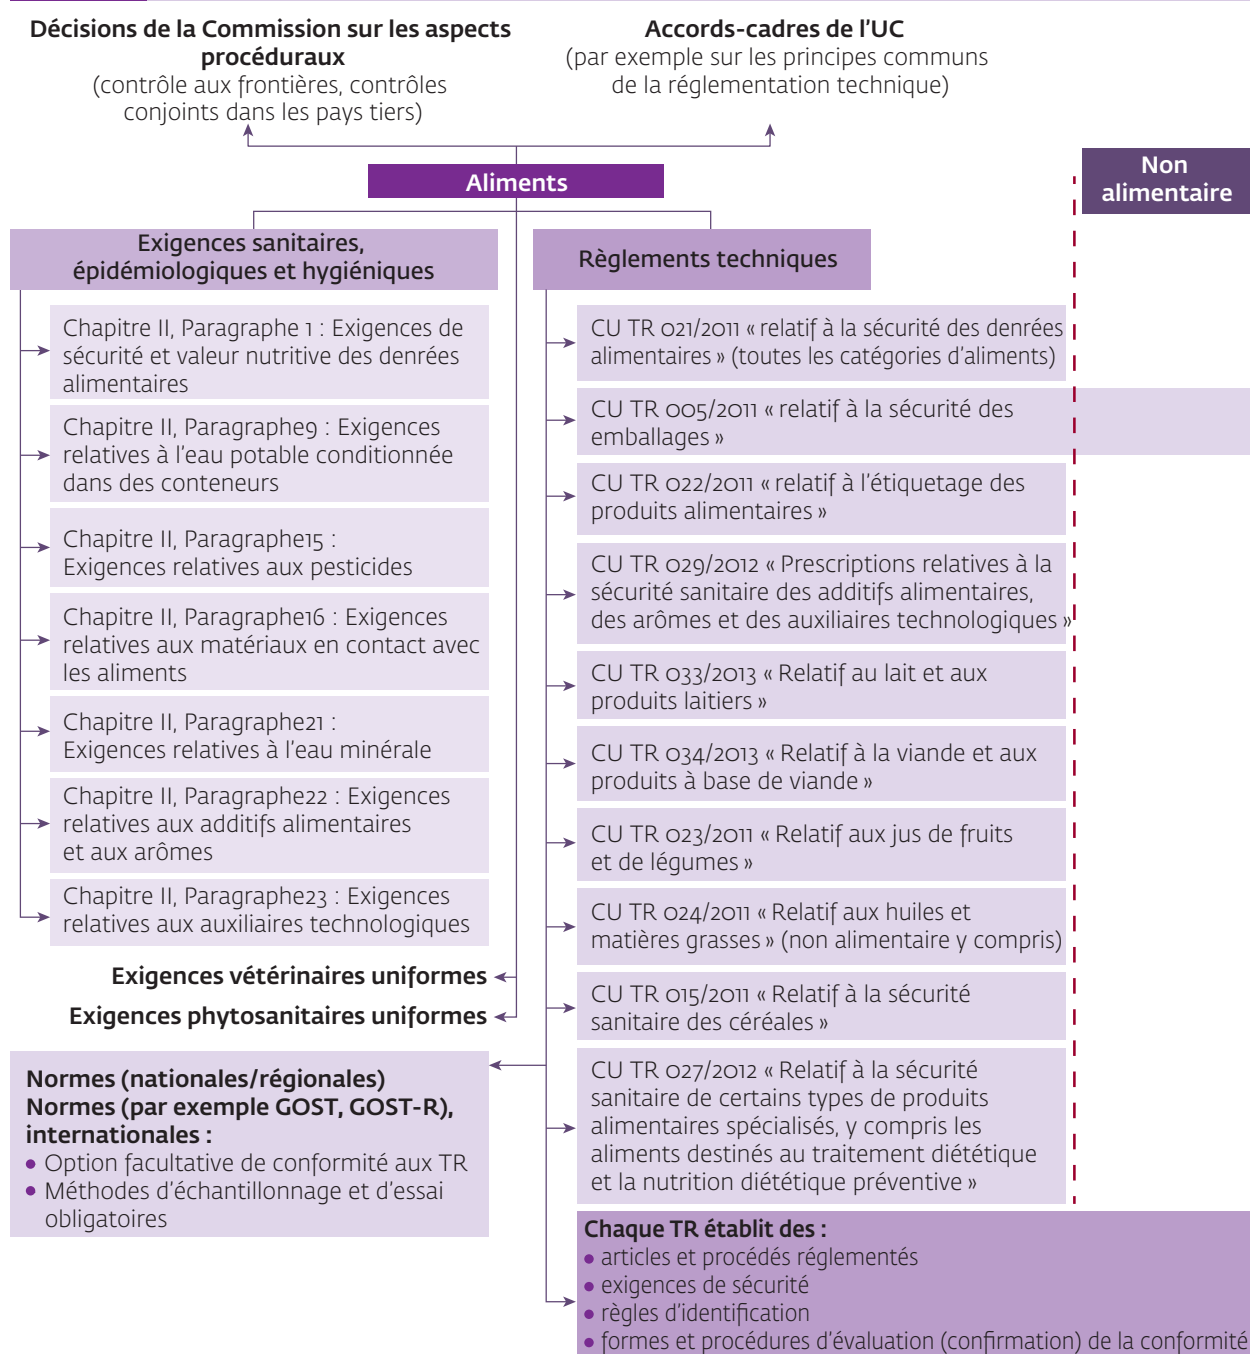 Décisions de la Commission sur les aspects
procéduraux
(contrôle aux frontières, contrôles
conjoints dans les pays tiers)
Accords-cadres de l'UC
(par exemple sur les principes communs
de la réglementation technique)
Aliments
Non
alimentaire
Exigences sanitaires,
épidémiologiques et hygiéniques
Chapitre II, Paragraphe 1 : Exigences de
sécurité et valeur nutritive des denrées
alimentaires
Chapitre II, Paragraphe9 : Exigences
relatives à l'eau potable conditionnée
dans des conteneurs
Chapitre II, Paragraphe15 :
Exigences relatives aux pesticides
Chapitre II, Paragraphe16 : Exigences
relatives aux matériaux en contact avec
les aliments
Chapitre II, Paragraphe21 :
Exigences relatives à l'eau minérale
Chapitre II, Paragraphe22 : Exigences
relatives aux additifs alimentaires
et aux arômes
Chapitre II, Paragraphe23 : Exigences
relatives aux auxiliaires technologiques
Exigences vétérinaires uniformes
Exigences phytosanitaires uniformes
Normes (nationales/régionales)
Normes (par exemple GOST, GOST-R),
internationales :
• Option facultative de conformité aux TR
• Méthodes d'échantillonnage et d'essai
obligatoires
Règlements techniques
CU TR 021/2011 « relatif à la sécurité des denrées
alimentaires » (toutes les catégories d'aliments)
CU TR 005/2011 « relatif à la sécurité des
emballages »
CU TR 022/2011 « relatif à l'étiquetage des
produits alimentaires »
CU TR 029/2012 « Prescriptions relatives à la
sécurité sanitaire des additifs alimentaires,
des arômes et des auxiliaires technologiques »
CU TR 033/2013 « Relatif au lait et aux
produits laitiers »
CU TR 034/2013 « Relatif à la viande et aux
produits à base de viande »
CU TR 023/2011 « Relatif aux jus de fruits
et de légumes »
CU TR 024/2011 « Relatif aux huiles et
matières grasses » (non alimentaire y compris)
CU TR 015/2011 « Relatif à la sécurité
sanitaire des céréales »
CU TR 027/2012 « Relatif à la sécurité
sanitaire de certains types de produits
alimentaires spécialisés, y compris les
aliments destinés au traitement diététique
et la nutrition diététique préventive »
Chaque TR établit des :
• articles et procédés réglementés
• exigences de sécurité
• règles d'identification
• formes et procédures d'évaluation (confirmation) de la conformité